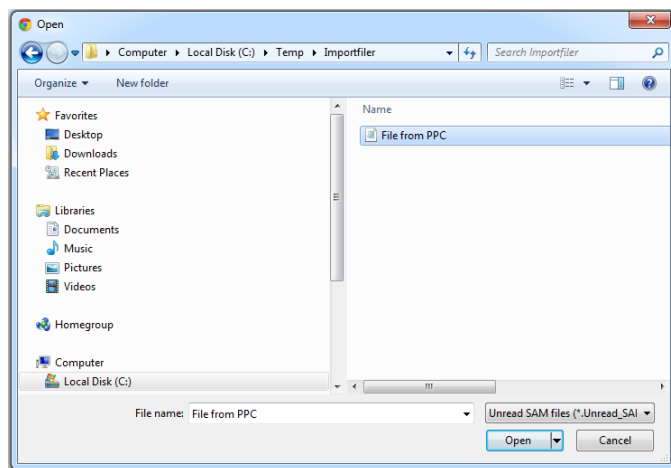 Open
Computer Local Disk (C:) Temp Importfiler Search Importfiler
Organize New folder
Favorites
Desktop
Downloads
Recent Places
Libraries
Documents
Music
Pictures
Videos
Homegroup
Computer
Local Disk (C:)
Name
File from PPC
File name: File from PPC Unread SAM files (*.Unread_SAI
Open Cancel